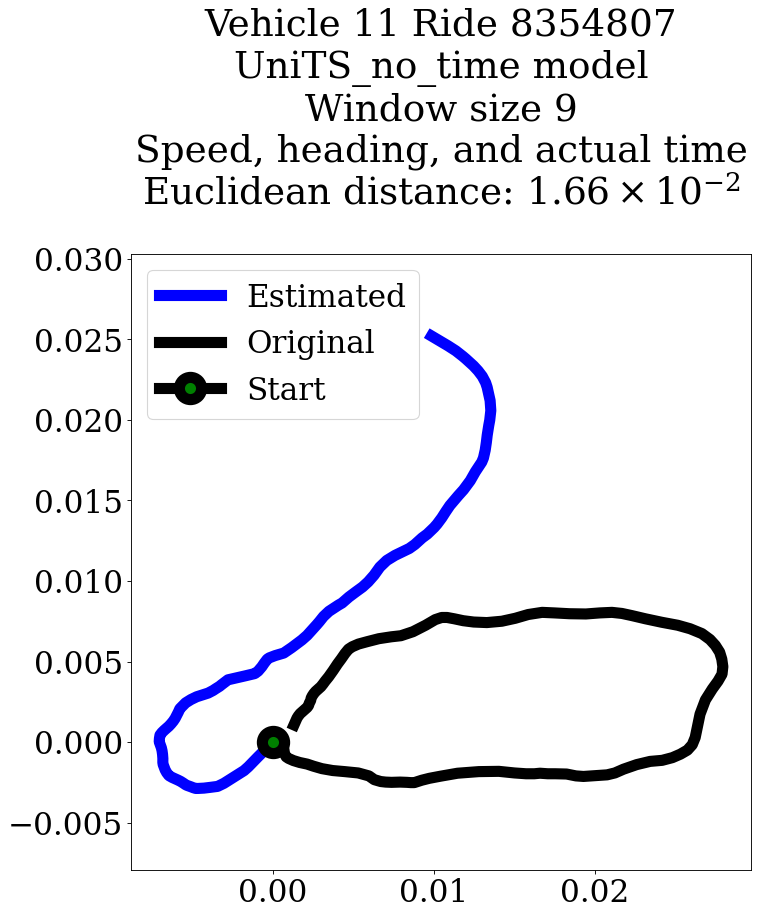 Vehicle 11 Ride 8354807
UniTS_no_time model
Window size 9
Speed, heading, and actual time
Euclidean distance: 1.66 × 10⁻²
0.030
0.025
0.020
0.015
0.010
0.005
0.000
−0.005
Estimated
Original
Start
0.00 0.01 0.02